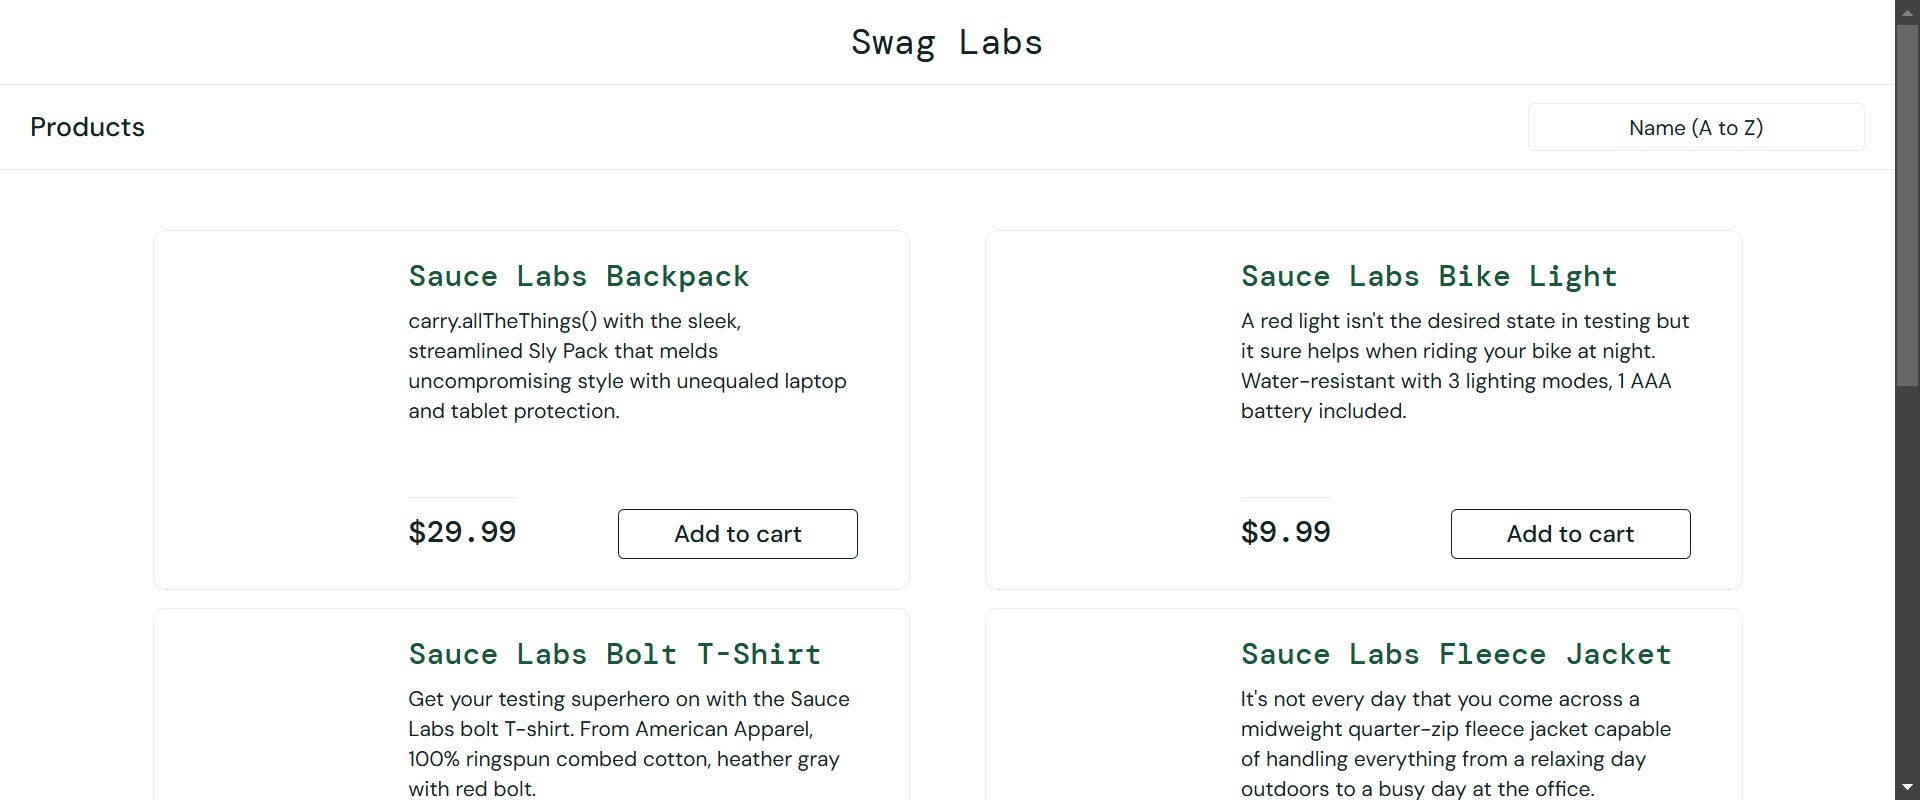 Swag Labs
Products
Name (A to Z)
Sauce Labs Backpack
carry.allTheThings() with the sleek,
streamlined Sly Pack that melds
uncompromising style with unequaled laptop
and tablet protection.
$29.99
Add to cart
Sauce Labs Bike Light
A red light isn't the desired state in testing but
it sure helps when riding your bike at night.
Water-resistant with 3 lighting modes, 1 AAA
battery included.
$9.99
Add to cart
Sauce Labs Bolt T-Shirt
Get your testing superhero on with the Sauce
Labs bolt T-shirt. From American Apparel,
100% ringspun combed cotton, heather gray
with red bolt.
Sauce Labs Fleece Jacket
It's not every day that you come across a
midweight quarter-zip fleece jacket capable
of handling everything from a relaxing day
outdoors to a busy day at the office.